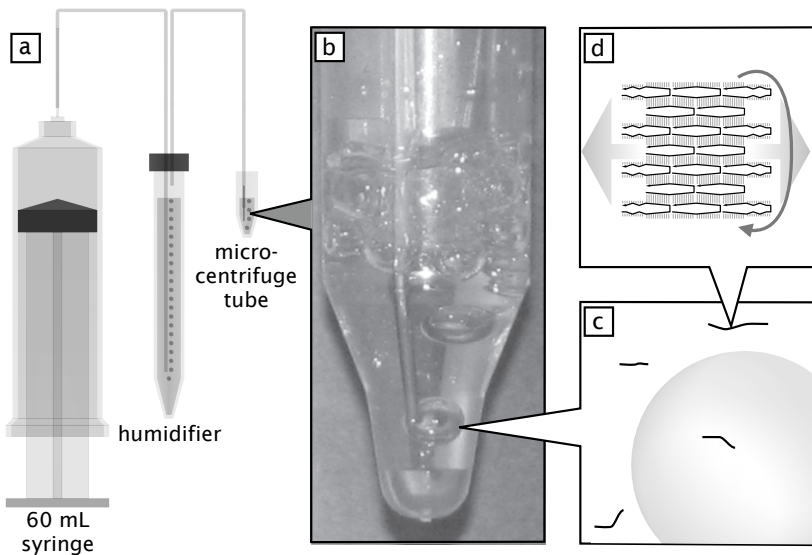 a
b
d
micro-
centrifuge
tube
c
humidifier
60 mL
syringe